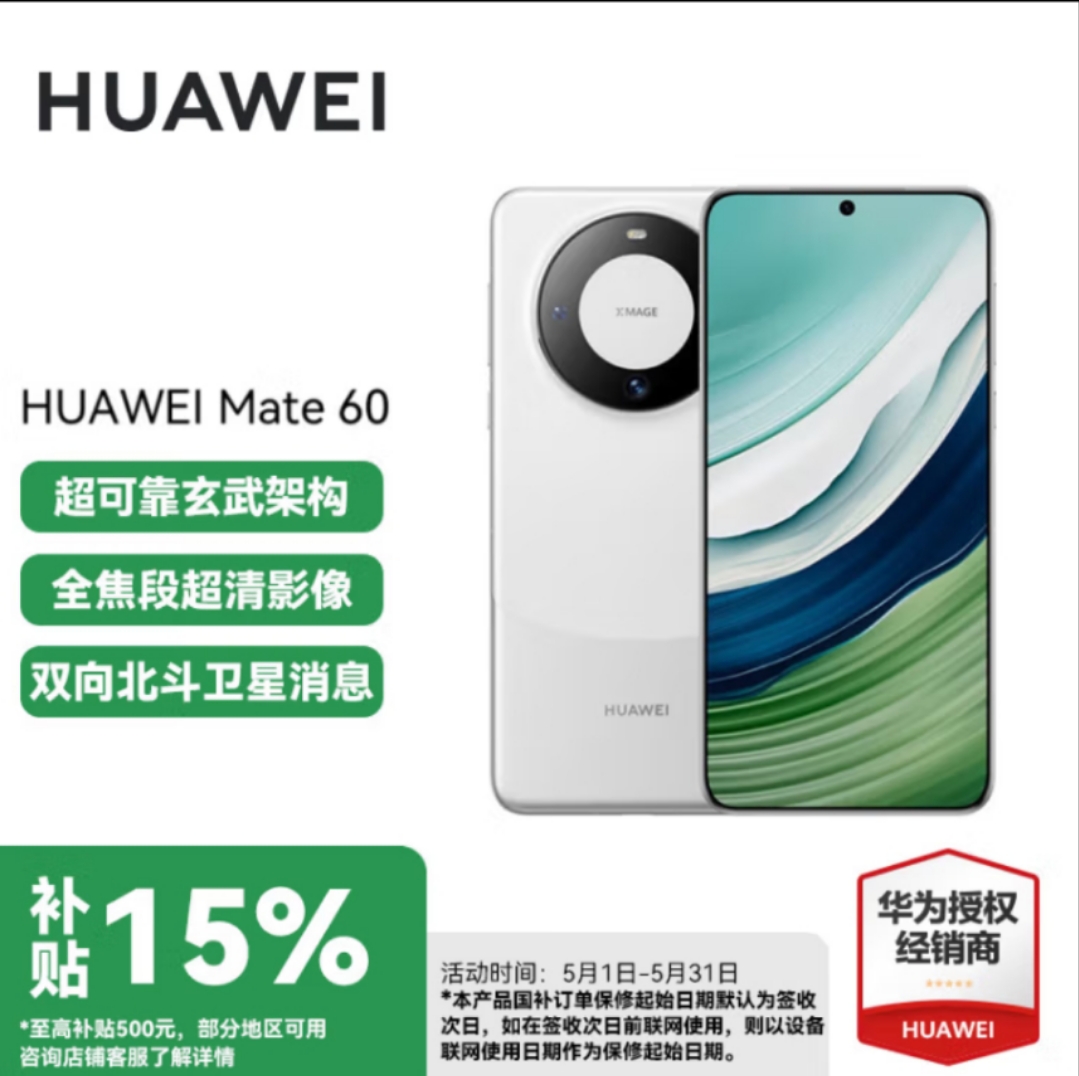 HUAWEI
XMAGE
HUAWEI Mate 60
超可靠玄武架构
全焦段超清影像
双向北斗卫星消息
HUAWEI
补贴15%
*至高补贴500元，部分地区可用
咨询店铺客服了解详情
活动时间：5月1日-5月31日
*本产品国补订单保修起始日期默认为签收
次日，如在签收次日前联网使用，则以设备
联网使用日期作为保修起始日期。
华为授权
经销商
HUAWEI